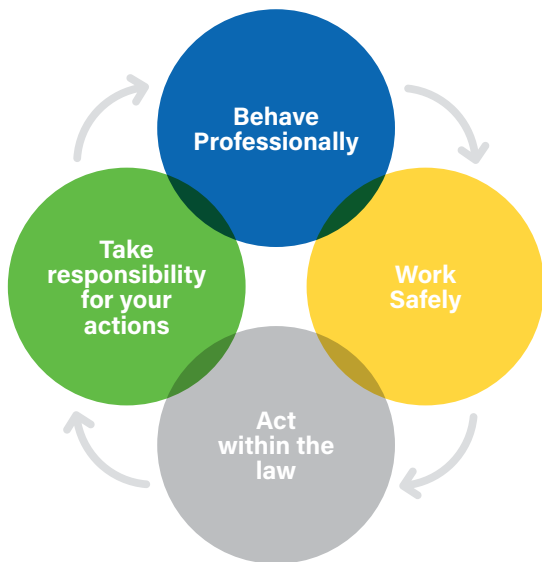 Behave
Professionally
Take
responsibility
for your
actions
Work
Safely
Act
within the
law